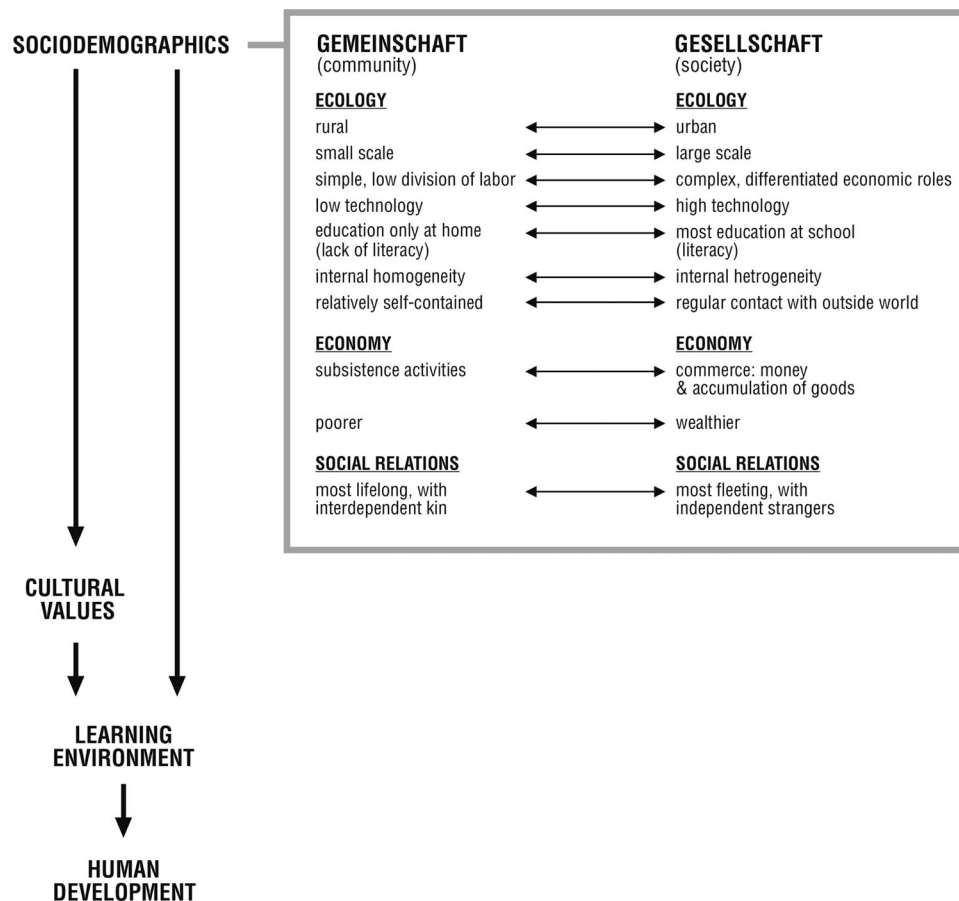 SOCIODEMOGRAPHICS
GEMEINSCHAFT
(community)
GESELLSCHAFT
(society)
ECOLOGY
ECOLOGY
rural
urban
small scale
large scale
simple, low division of labor
complex, differentiated economic roles
low technology
high technology
education only at home
(lack of literacy)
most education at school
(literacy)
internal homogeneity
internal hetrogeneity
relatively self-contained
regular contact with outside world
ECONOMY
ECONOMY
subsistence activities
commerce: money
& accumulation of goods
poorer
wealthier
SOCIAL RELATIONS
SOCIAL RELATIONS
most lifelong, with
interdependent kin
most fleeting, with
independent strangers
CULTURAL
VALUES
LEARNING
ENVIRONMENT
HUMAN
DEVELOPMENT